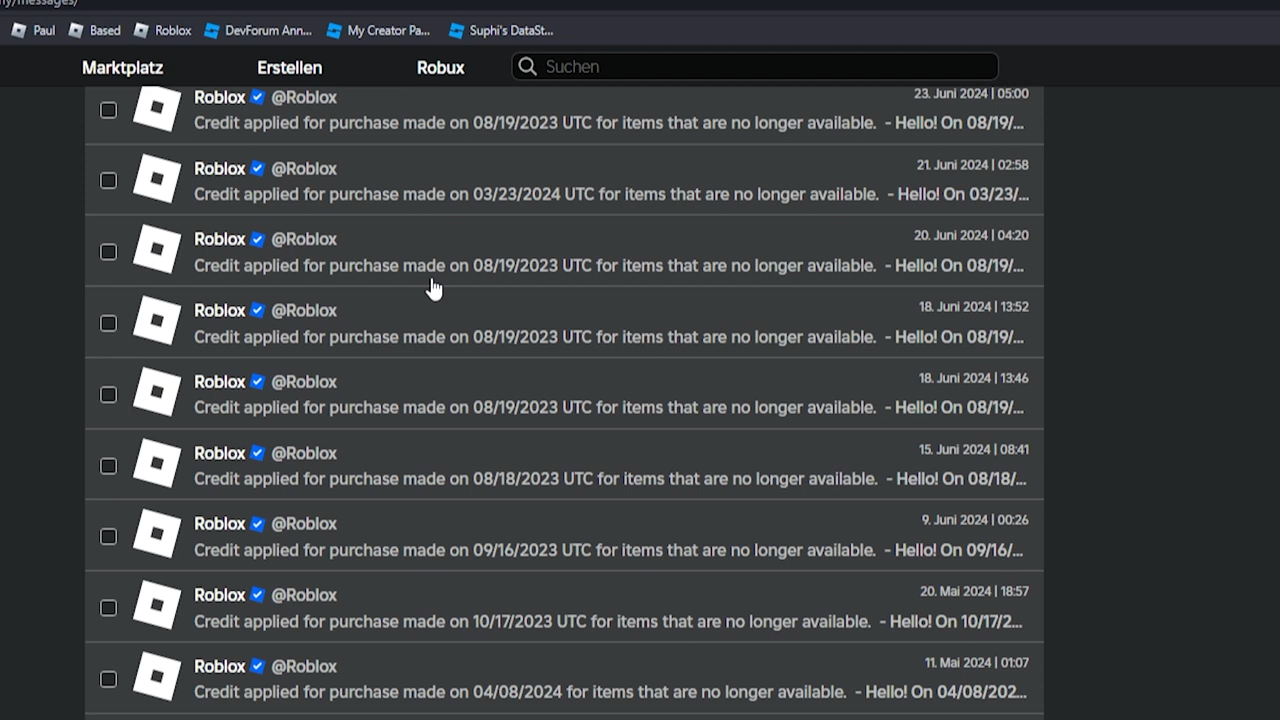 my/messages/
Paul Based Roblox DevForum Ann... My Creator Pa... Suphi's DataSt...
Marktplatz Erstellen Robux Suchen
Roblox @Roblox 23. Juni 2024 | 05:00
Credit applied for purchase made on 08/19/2023 UTC for items that are no longer available. - Hello! On 08/19/...
Roblox @Roblox 21. Juni 2024 | 02:58
Credit applied for purchase made on 03/23/2024 UTC for items that are no longer available. - Hello! On 03/23/...
Roblox @Roblox 20. Juni 2024 | 04:20
Credit applied for purchase made on 08/19/2023 UTC for items that are no longer available. - Hello! On 08/19/...
Roblox @Roblox 18. Juni 2024 | 13:52
Credit applied for purchase made on 08/19/2023 UTC for items that are no longer available. - Hello! On 08/19/...
Roblox @Roblox 18. Juni 2024 | 13:46
Credit applied for purchase made on 08/19/2023 UTC for items that are no longer available. - Hello! On 08/19/...
Roblox @Roblox 15. Juni 2024 | 08:41
Credit applied for purchase made on 08/18/2023 UTC for items that are no longer available. - Hello! On 08/18/...
Roblox @Roblox 9. Juni 2024 | 00:26
Credit applied for purchase made on 09/16/2023 UTC for items that are no longer available. - Hello! On 09/16/...
Roblox @Roblox 20. Mai 2024 | 18:57
Credit applied for purchase made on 10/17/2023 UTC for items that are no longer available. - Hello! On 10/17/2...
Roblox @Roblox 11. Mai 2024 | 01:07
Credit applied for purchase made on 04/08/2024 for items that are no longer available. - Hello! On 04/08/202...